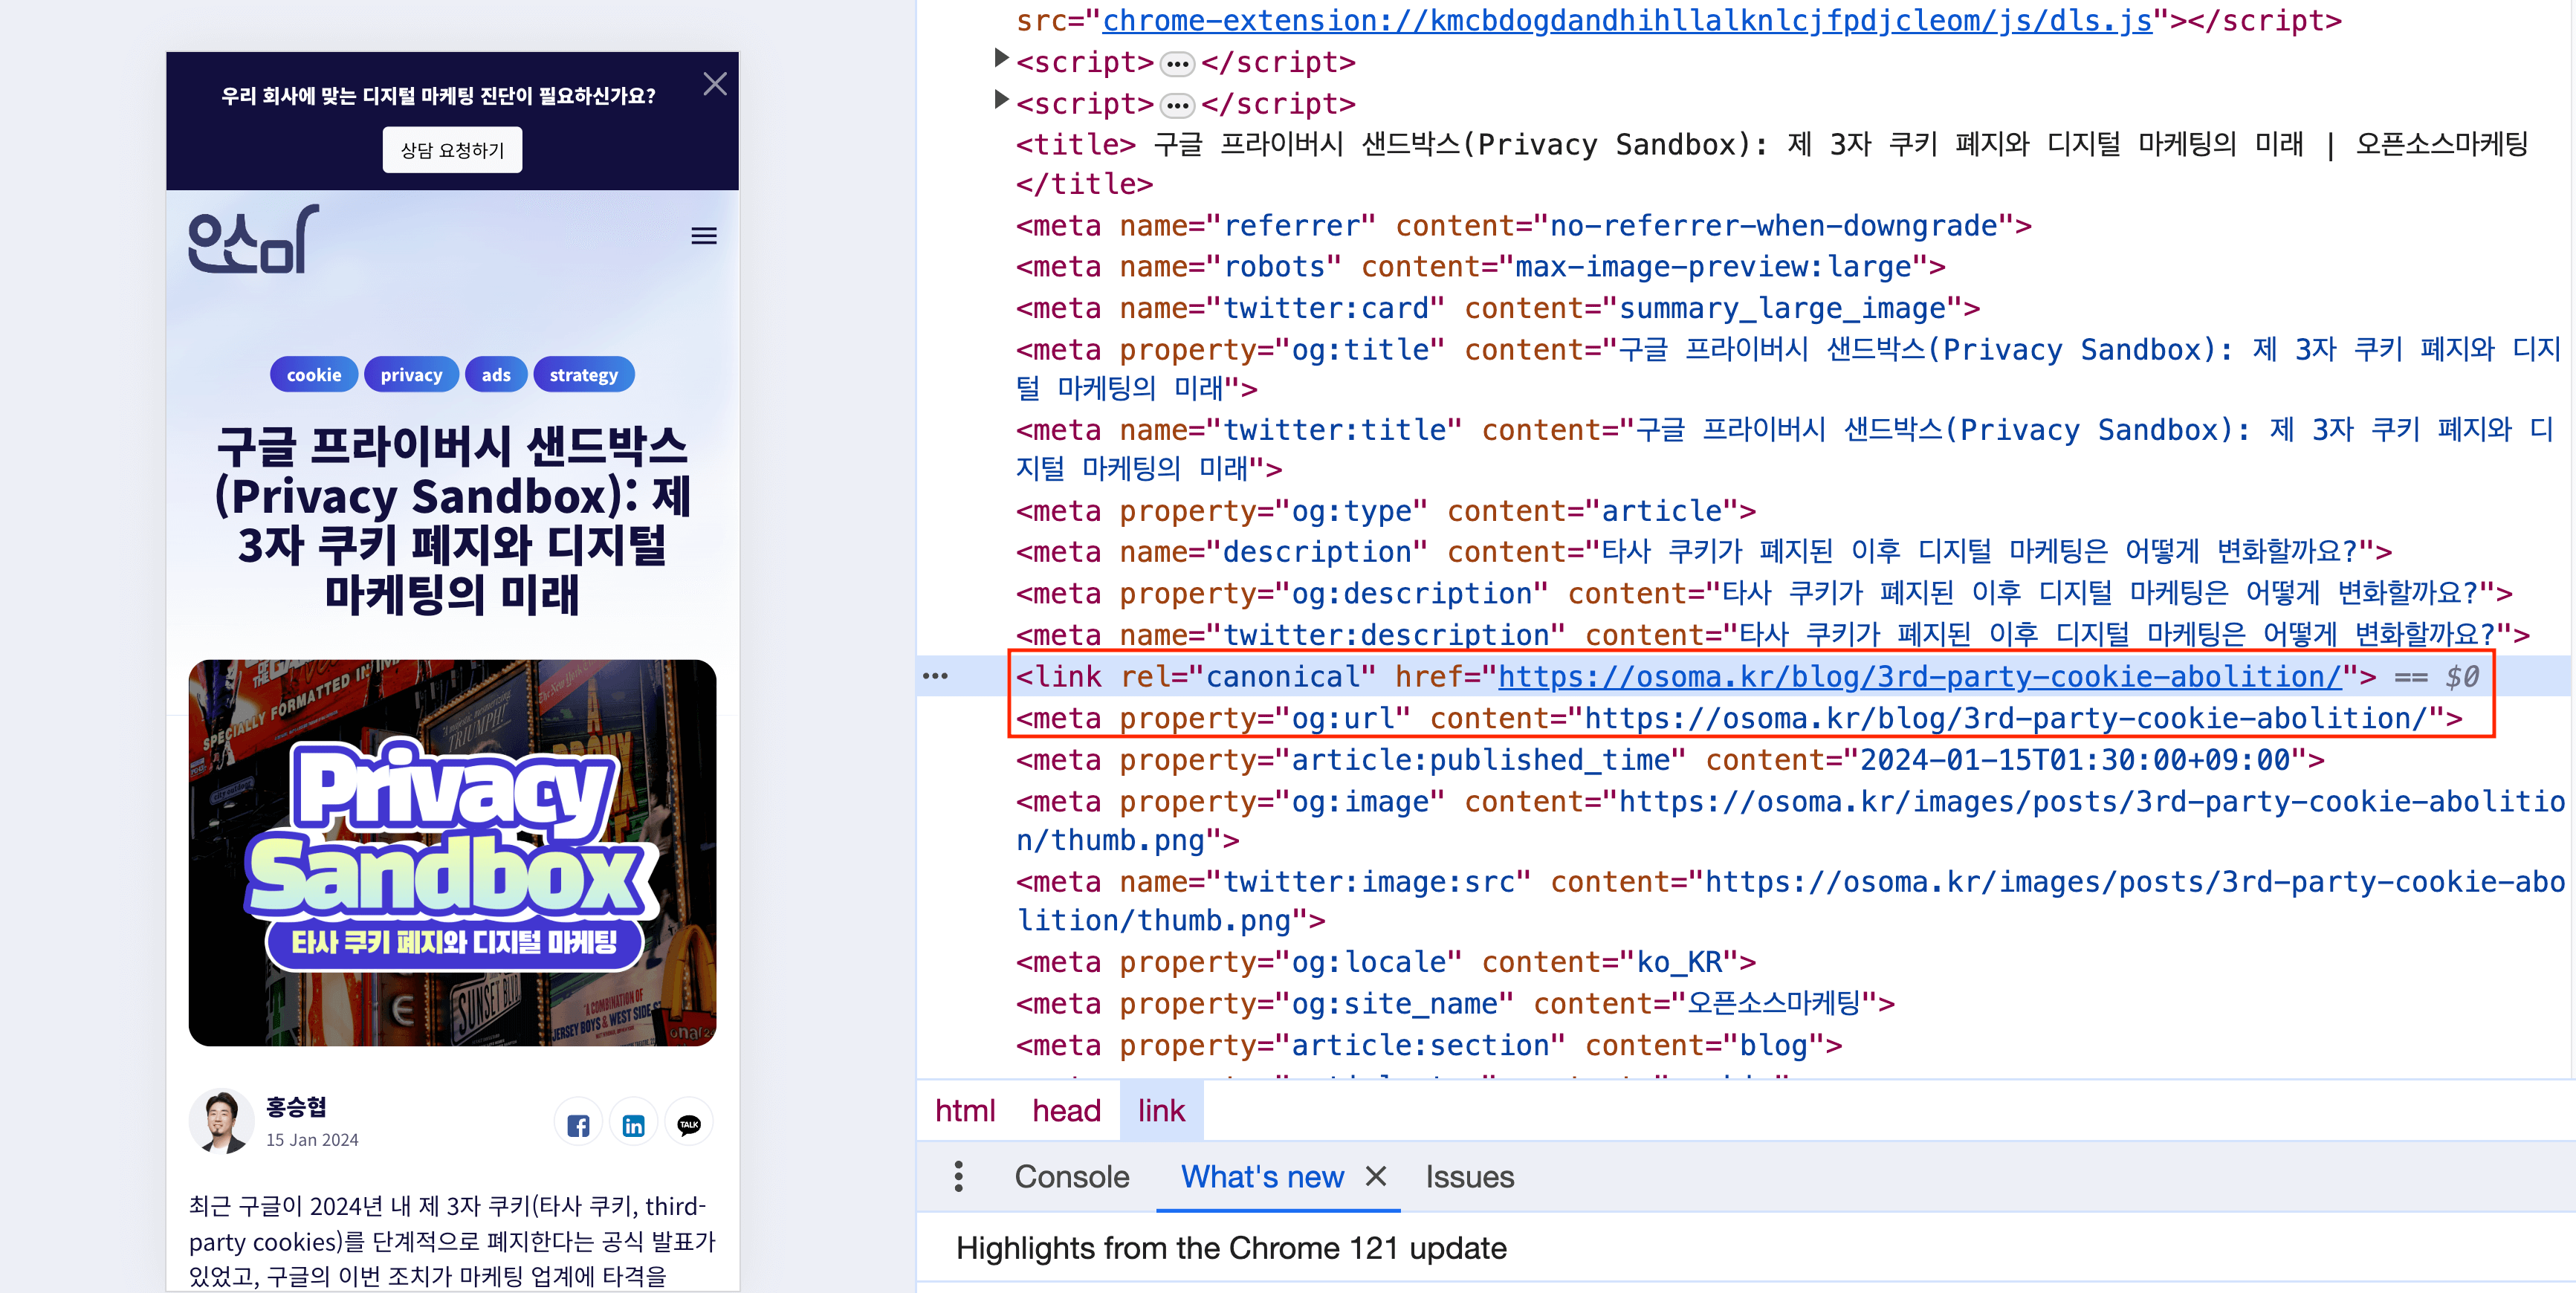 우리 회사에 맞는 디지털 마케팅 진단이 필요하신가요?
상담 요청하기
오소마
cookie privacy ads strategy
구글 프라이버시 샌드박스
(Privacy Sandbox): 제
3자 쿠키 폐지와 디지털
마케팅의 미래
SPECIALLY FORMATTED IN
TRIUMPH!
Privacy
Sandbox
타사 쿠키 폐지와 디지털 마케팅
SUNSET BLVD
"A COMBINATION OF
JERSEY BOYS & WEST SIDE
홍승협
15 Jan 2024
TALK
최근 구글이 2024년 내 제 3자 쿠키(타사 쿠키, third-
party cookies)를 단계적으로 폐지한다는 공식 발표가
있었고, 구글의 이번 조치가 마케팅 업계에 타격을
src="chrome-extension://kmcbdogdandhihllalknlcjfpdjcleom/js/dls.js"></script>
<script>…</script>
<script>…</script>
<title> 구글 프라이버시 샌드박스(Privacy Sandbox): 제 3자 쿠키 폐지와 디지털 마케팅의 미래 | 오픈소스마케팅
</title>
<meta name="referrer" content="no-referrer-when-downgrade">
<meta name="robots" content="max-image-preview:large">
<meta name="twitter:card" content="summary_large_image">
<meta property="og:title" content="구글 프라이버시 샌드박스(Privacy Sandbox): 제 3자 쿠키 폐지와 디지
털 마케팅의 미래">
<meta name="twitter:title" content="구글 프라이버시 샌드박스(Privacy Sandbox): 제 3자 쿠키 폐지와 디
지털 마케팅의 미래">
<meta property="og:type" content="article">
<meta name="description" content="타사 쿠키가 폐지된 이후 디지털 마케팅은 어떻게 변화할까요?">
<meta property="og:description" content="타사 쿠키가 폐지된 이후 디지털 마케팅은 어떻게 변화할까요?">
<meta name="twitter:description" content="타사 쿠키가 폐지된 이후 디지털 마케팅은 어떻게 변화할까요?">
<link rel="canonical" href="https://osoma.kr/blog/3rd-party-cookie-abolition/"> == $0
<meta property="og:url" content="https://osoma.kr/blog/3rd-party-cookie-abolition/">
<meta property="article:published_time" content="2024-01-15T01:30:00+09:00">
<meta property="og:image" content="https://osoma.kr/images/posts/3rd-party-cookie-abolitio
n/thumb.png">
<meta name="twitter:image:src" content="https://osoma.kr/images/posts/3rd-party-cookie-abo
lition/thumb.png">
<meta property="og:locale" content="ko_KR">
<meta property="og:site_name" content="오픈소스마케팅">
<meta property="article:section" content="blog">
html head link
Console What's new Issues
Highlights from the Chrome 121 update